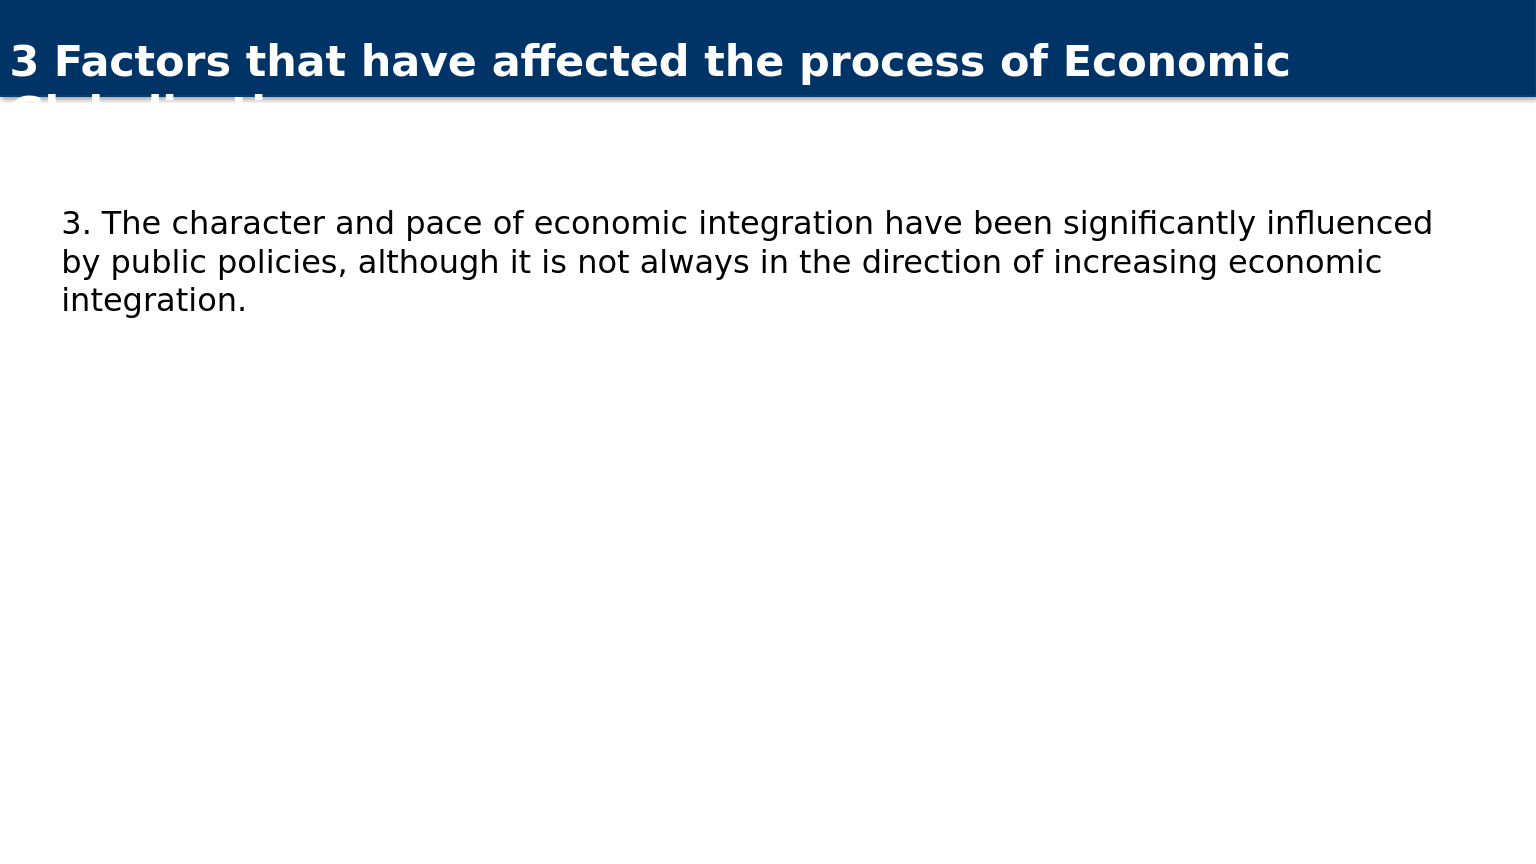 3 Factors that have affected the process of Economic
3. The character and pace of economic integration have been significantly influenced
by public policies, although it is not always in the direction of increasing economic
integration.